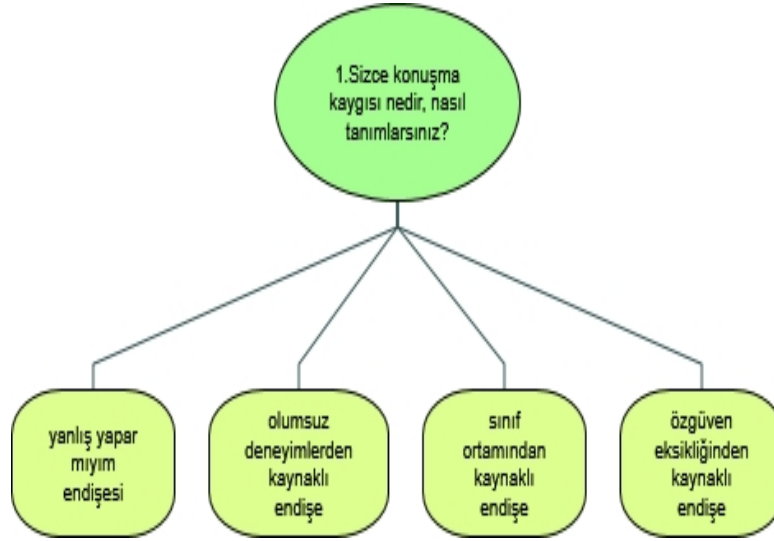 1.Sizce konuşma
kaygısı nedir, nasıl
tanımlarsınız?
yanlış yapar
mıyım
endişesi
olumsuz
deneyimlerden
kaynaklı
endişe
sınıf
ortamından
kaynaklı
endişe
özgüven
eksikliğinden
kaynaklı
endişe